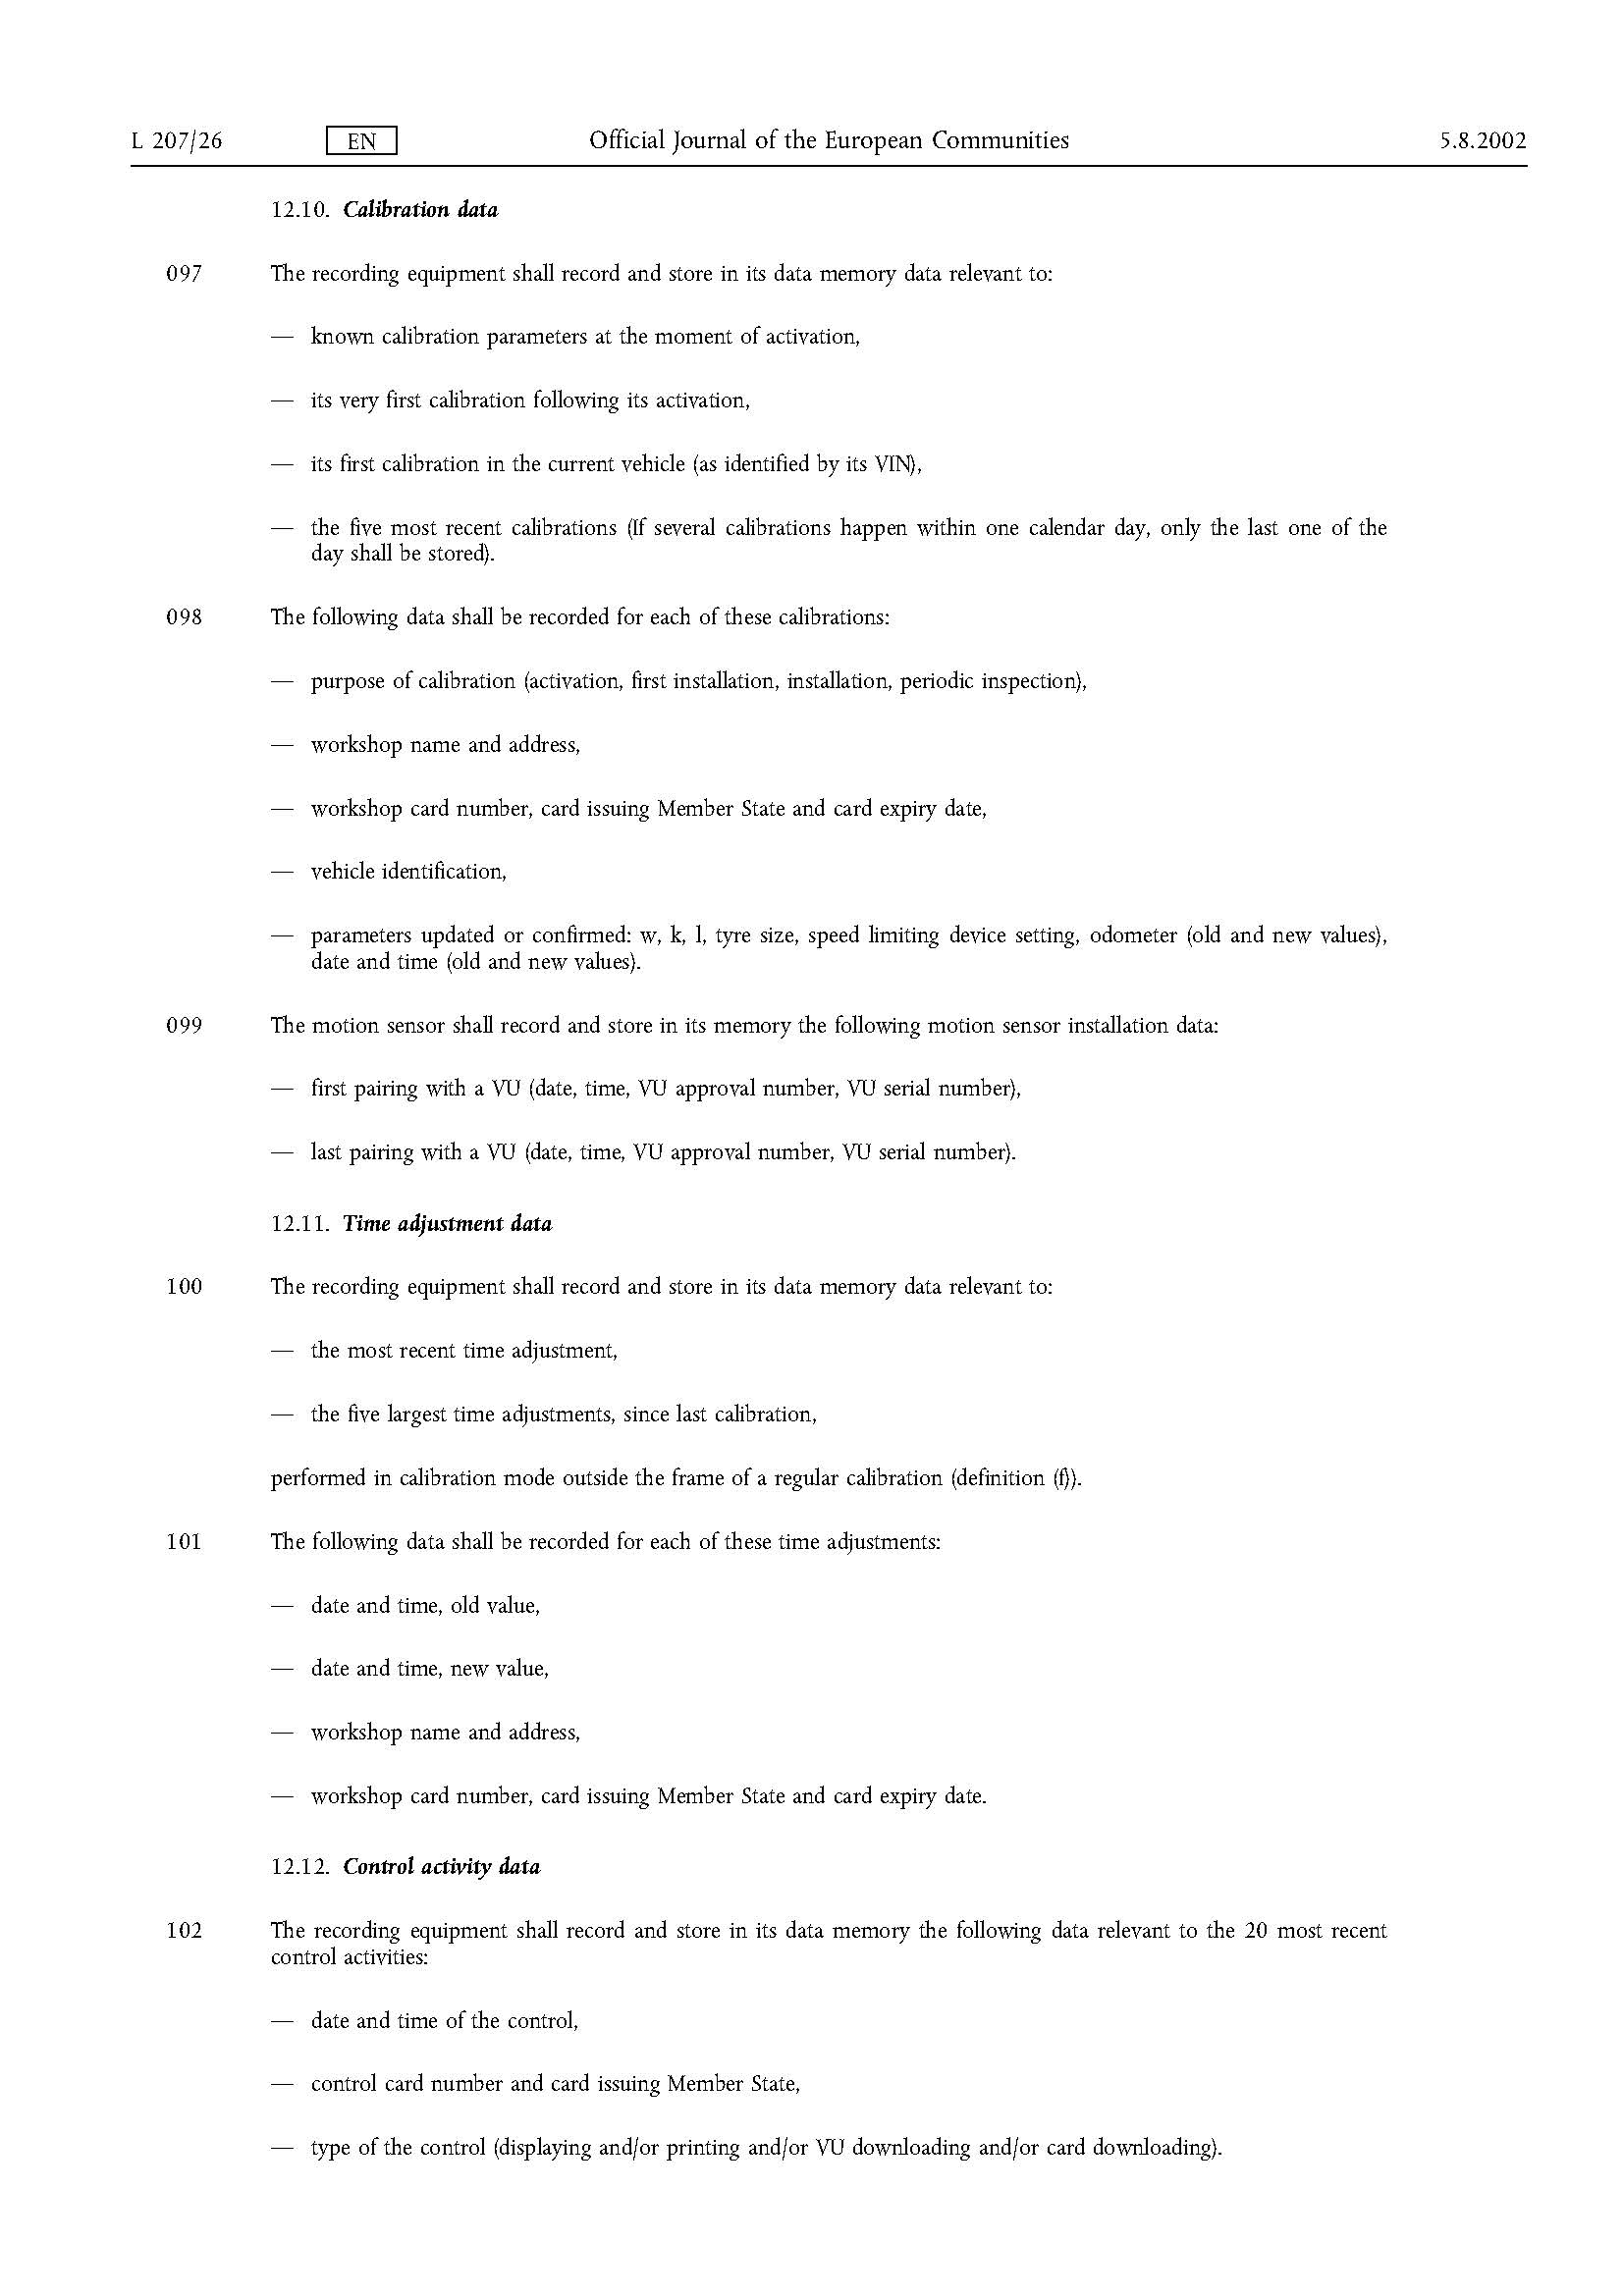 L 207/26 EN Official Journal of the European Communities 5.8.2002
12.10. Calibration data
097 The recording equipment shall record and store in its data memory data relevant to:
— known calibration parameters at the moment of activation,
— its very first calibration following its activation,
— its first calibration in the current vehicle (as identified by its VIN),
— the five most recent calibrations (If several calibrations happen within one calendar day, only the last one of the
day shall be stored).
098 The following data shall be recorded for each of these calibrations:
— purpose of calibration (activation, first installation, installation, periodic inspection),
— workshop name and address,
— workshop card number, card issuing Member State and card expiry date,
— vehicle identification,
— parameters updated or confirmed: w, k, l, tyre size, speed limiting device setting, odometer (old and new values),
date and time (old and new values).
099 The motion sensor shall record and store in its memory the following motion sensor installation data:
— first pairing with a VU (date, time, VU approval number, VU serial number),
— last pairing with a VU (date, time, VU approval number, VU serial number).
12.11. Time adjustment data
100 The recording equipment shall record and store in its data memory data relevant to:
— the most recent time adjustment,
— the five largest time adjustments, since last calibration,
performed in calibration mode outside the frame of a regular calibration (definition (f)).
101 The following data shall be recorded for each of these time adjustments:
— date and time, old value,
— date and time, new value,
— workshop name and address,
— workshop card number, card issuing Member State and card expiry date.
12.12. Control activity data
102 The recording equipment shall record and store in its data memory the following data relevant to the 20 most recent
control activities:
— date and time of the control,
— control card number and card issuing Member State,
— type of the control (displaying and/or printing and/or VU downloading and/or card downloading).